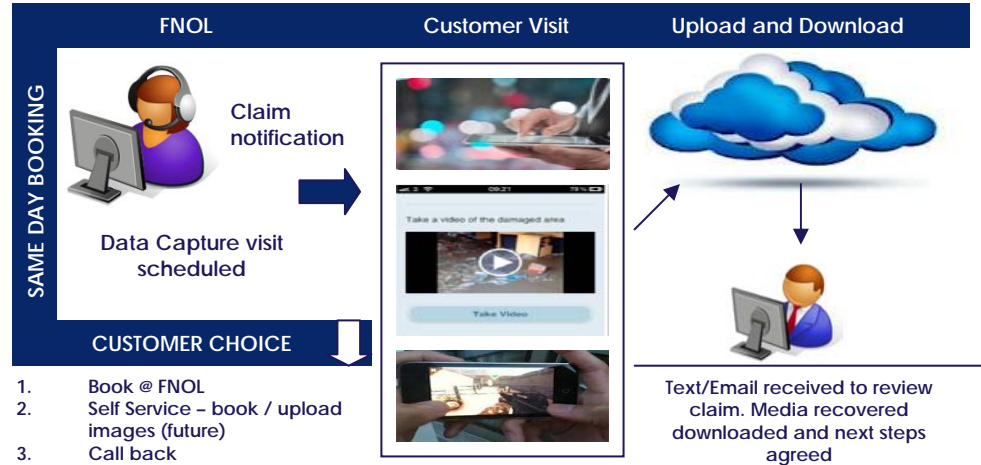 FNOL
Customer Visit
Upload and Download
SAME DAY BOOKING
Claim
notification
Data Capture visit
scheduled
09:21
79 %
Take a video of the damaged area
Take Video
CUSTOMER CHOICE
1. Book @ FNOL
2. Self Service – book / upload
images (future)
3. Call back
Text/Email received to review
claim. Media recovered
downloaded and next steps
agreed